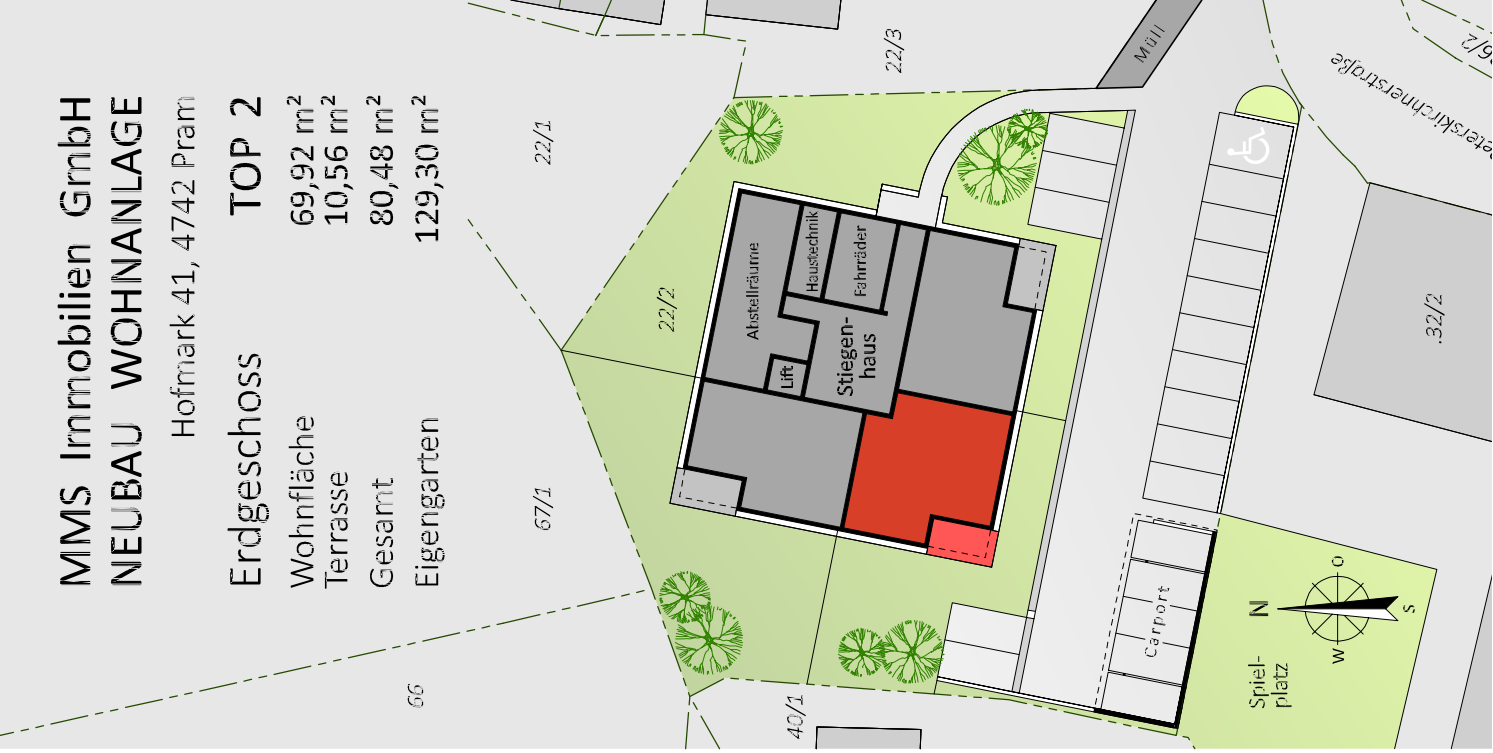 MMS Immobilien GmbH
NEUBAU WOHNANLAGE
Hofmark 41, 4742 Pram
Erdgeschoss TOP 2
Wohnfläche 69,92 m²
Terrasse 10,56 m²
Gesamt 80,48 m²
Eigengarten 129,30 m²
22/1
67/1
66
22/2
22/3
40/1
.32/2
Müll
Abstellräume
Haustechnik
Fahrräder
Lift
Stiegen-
haus
Carport
Spiel-
platz
N
O
S
W